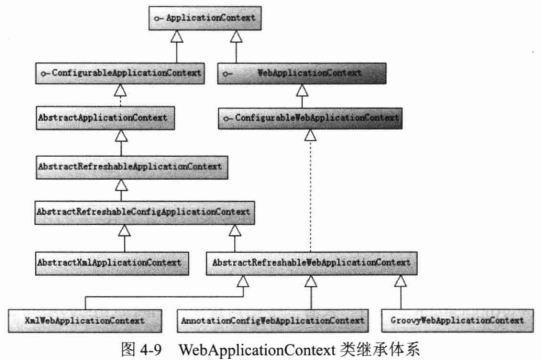 ApplicationContext
ConfigurableApplicationContext
WebApplicationContext
AbstractApplicationContext
ConfigurableWebApplicationContext
AbstractRefreshableApplicationContext
AbstractRefreshableConfigApplicationContext
AbstractXmlApplicationContext
AbstractRefreshableWebApplicationContext
XmlWebApplicationContext
AnnotationConfigWebApplicationContext
GroovyWebApplicationContext
图 4-9 WebApplicationContext 类继承体系